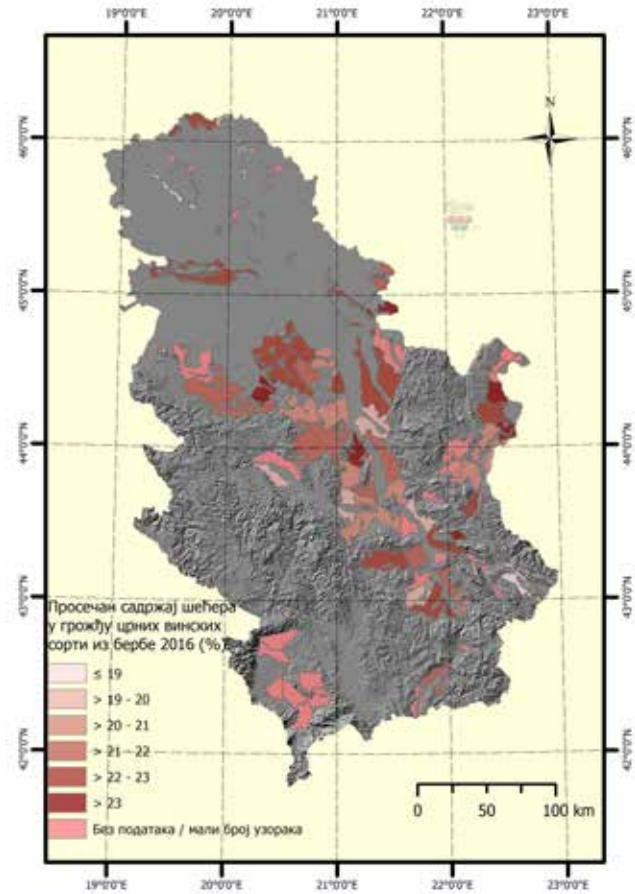 19°0'0"E 20°0'0"E 21°0'0"E 22°0'0"E 23°0'0"E
N
46°0'0"N 46°0'0"N
45°0'0"N 45°0'0"N
44°0'0"N 44°0'0"N
43°0'0"N 43°0'0"N
42°0'0"N 42°0'0"N
Просечан садржај шећера
у грожђу црних винских
сорти из бербе 2016 (%)
≤ 19
> 19 - 20
> 20 - 21
> 21 - 22
> 22 - 23
> 23
Без података / мали број узорака
0 50 100 km
19°0'0"E 20°0'0"E 21°0'0"E 22°0'0"E 23°0'0"E